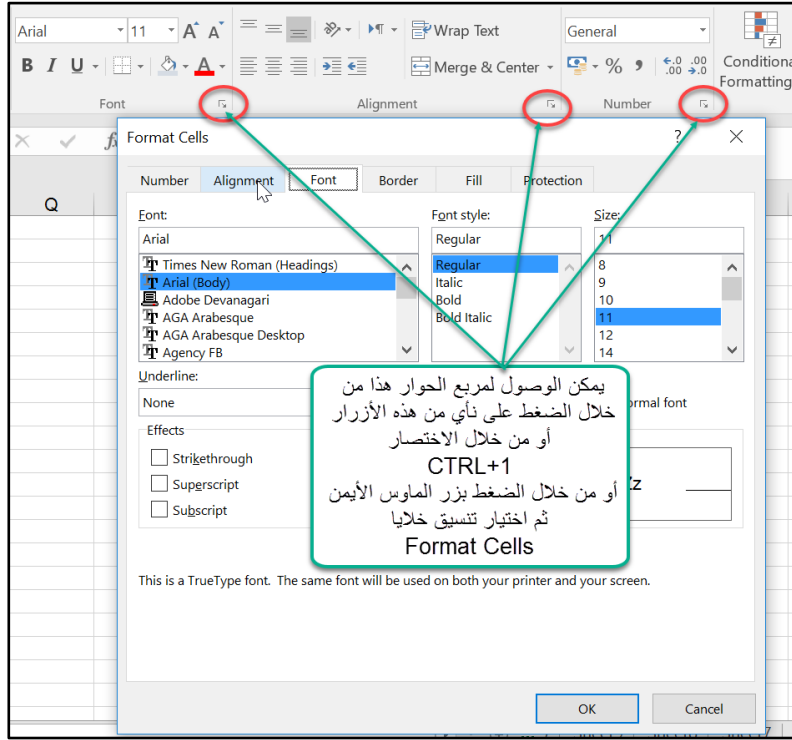 Arial 11 A A Wrap Text General
B I U A Merge & Center % 9 .00 .00 Conditional
Formatting
Font Alignment Number
fx Format Cells ? ×
Number Alignment Font Border Fill Protection
Q
Font: Font style: Size:
Arial Regular 11
Times New Roman (Headings) Regular 8
Arial (Body) Italic 9
Adobe Devanagari Bold 10
AGA Arabesque Bold Italic 11
AGA Arabesque Desktop 12
Agency FB 14
Underline:
None ormal font
Effects
Strikethrough
Superscript
Subscript
zz
يمكن الوصول لمربع الحوار هذا من
خلال الضغط على نأي من هذه الأزرار
أو من خلال الاختصار
CTRL+1
أو من خلال الضغط بزر الماوس الأيمن
ثم اختيار تنسيق خلايا
Format Cells
This is a TrueType font. The same font will be used on both your printer and your screen.
OK Cancel